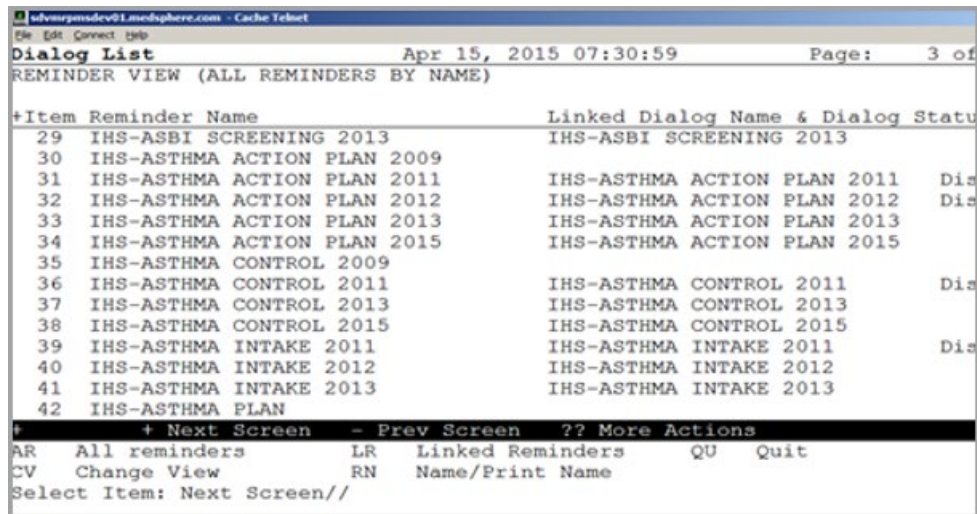 sdvmrpmsdev01.medsphere.com - Cache Telnet
File Edit Connect Help
Dialog List Apr 15, 2015 07:30:59 Page: 3 of
REMINDER VIEW (ALL REMINDERS BY NAME)
+Item Reminder Name Linked Dialog Name & Dialog Statu
29 IHS-ASBI SCREENING 2013 IHS-ASBI SCREENING 2013
30 IHS-ASTHMA ACTION PLAN 2009
31 IHS-ASTHMA ACTION PLAN 2011 IHS-ASTHMA ACTION PLAN 2011 Dis
32 IHS-ASTHMA ACTION PLAN 2012 IHS-ASTHMA ACTION PLAN 2012 Dis
33 IHS-ASTHMA ACTION PLAN 2013 IHS-ASTHMA ACTION PLAN 2013
34 IHS-ASTHMA ACTION PLAN 2015 IHS-ASTHMA ACTION PLAN 2015
35 IHS-ASTHMA CONTROL 2009
36 IHS-ASTHMA CONTROL 2011 IHS-ASTHMA CONTROL 2011 Dis
37 IHS-ASTHMA CONTROL 2013 IHS-ASTHMA CONTROL 2013
38 IHS-ASTHMA CONTROL 2015 IHS-ASTHMA CONTROL 2015
39 IHS-ASTHMA INTAKE 2011 IHS-ASTHMA INTAKE 2011 Dis
40 IHS-ASTHMA INTAKE 2012 IHS-ASTHMA INTAKE 2012
41 IHS-ASTHMA INTAKE 2013 IHS-ASTHMA INTAKE 2013
42 IHS-ASTHMA PLAN
+ + Next Screen - Prev Screen ?? More Actions
AR All reminders LR Linked Reminders QU Quit
CV Change View RN Name/Print Name
Select Item: Next Screen//